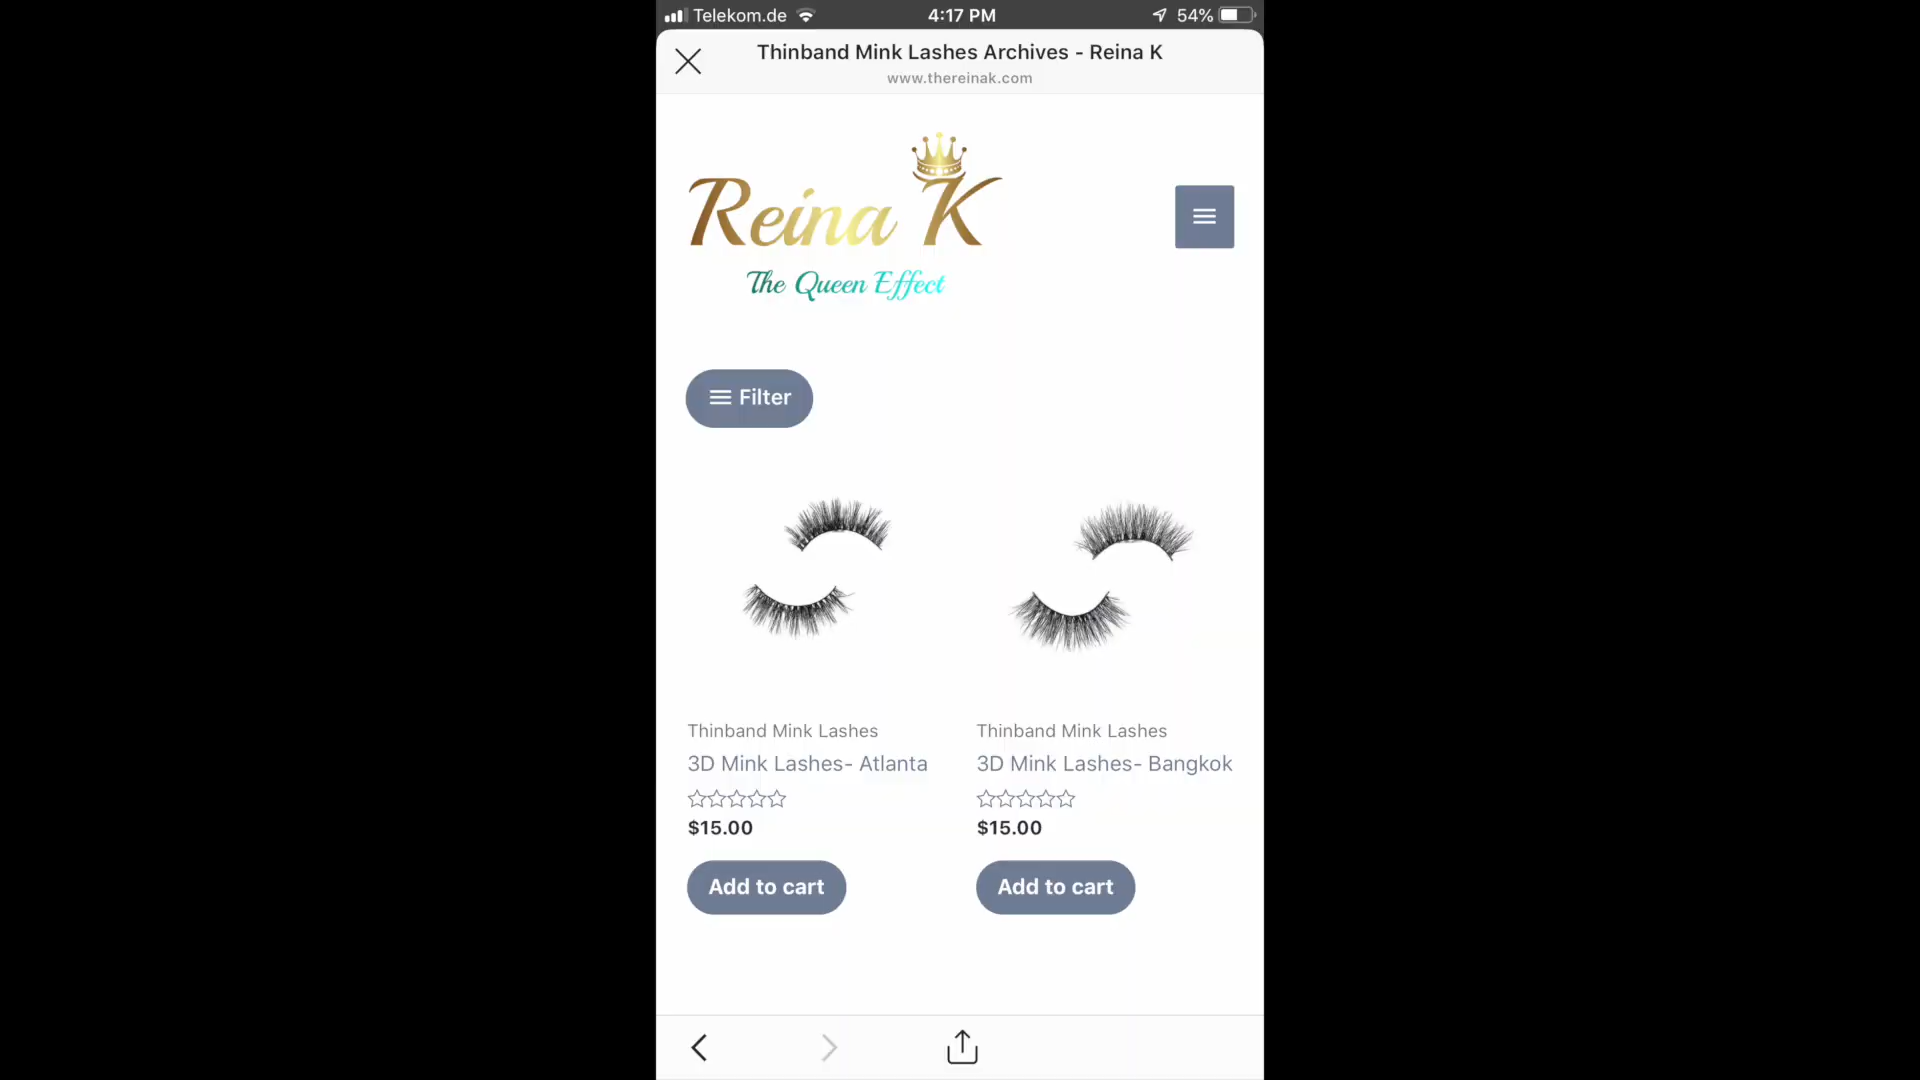 Telekom.de
4:17 PM
54%
Thinband Mink Lashes Archives - Reina K
www.thereinak.com
Reina K
The Queen Effect
Filter
Thinband Mink Lashes
3D Mink Lashes- Atlanta
$15.00
Add to cart
Thinband Mink Lashes
3D Mink Lashes- Bangkok
$15.00
Add to cart